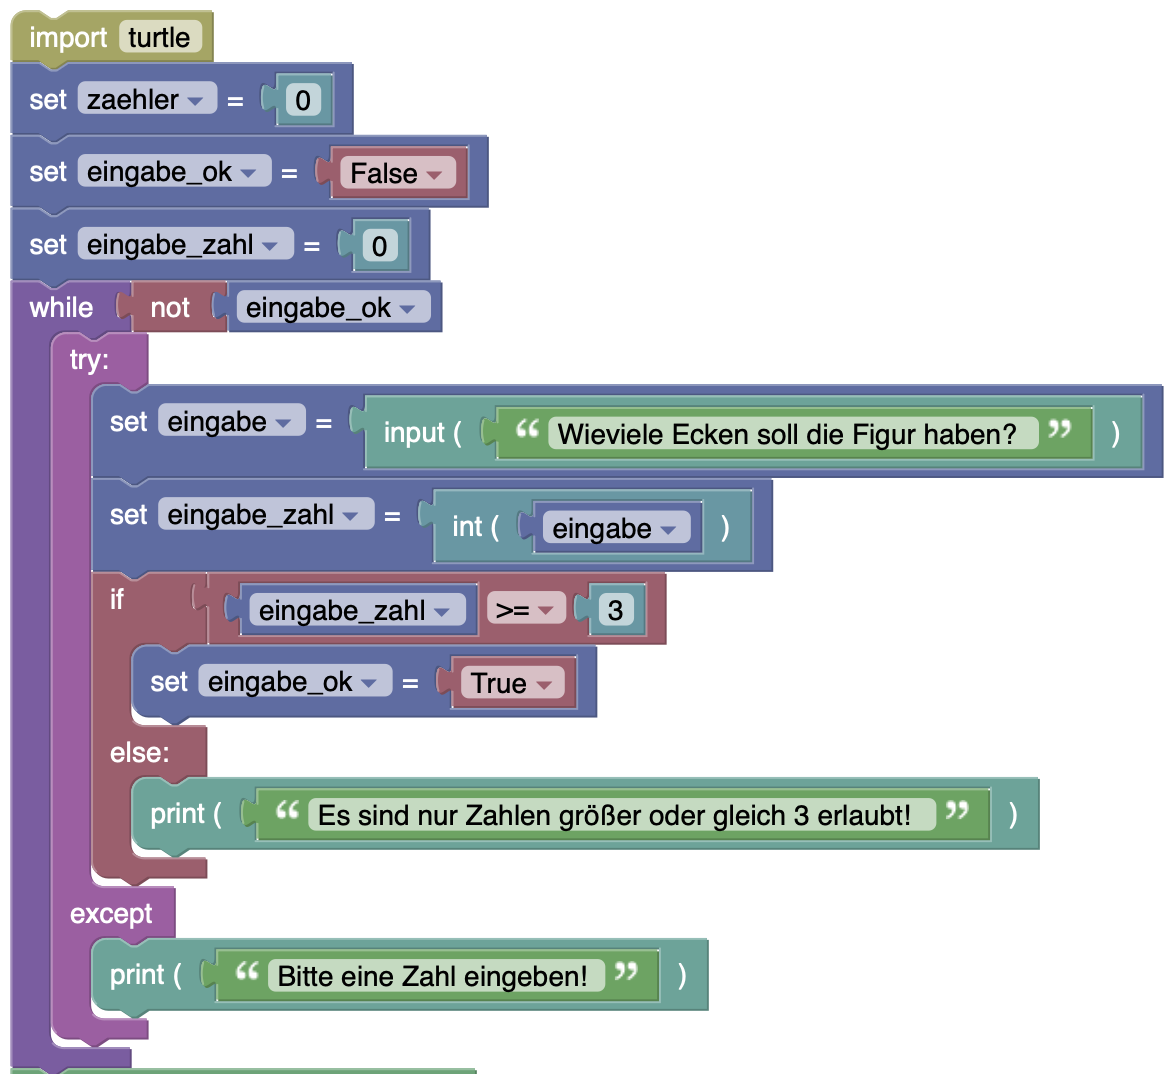 import turtle
set zaehler = 0
set eingabe_ok = False
set eingabe_zahl = 0
while not eingabe_ok
try:
set eingabe = input ( “ Wieviele Ecken soll die Figur haben? ” )
set eingabe_zahl = int ( eingabe )
if eingabe_zahl >= 3
set eingabe_ok = True
else:
print ( “ Es sind nur Zahlen größer oder gleich 3 erlaubt! ” )
except
print ( “ Bitte eine Zahl eingeben! ” )